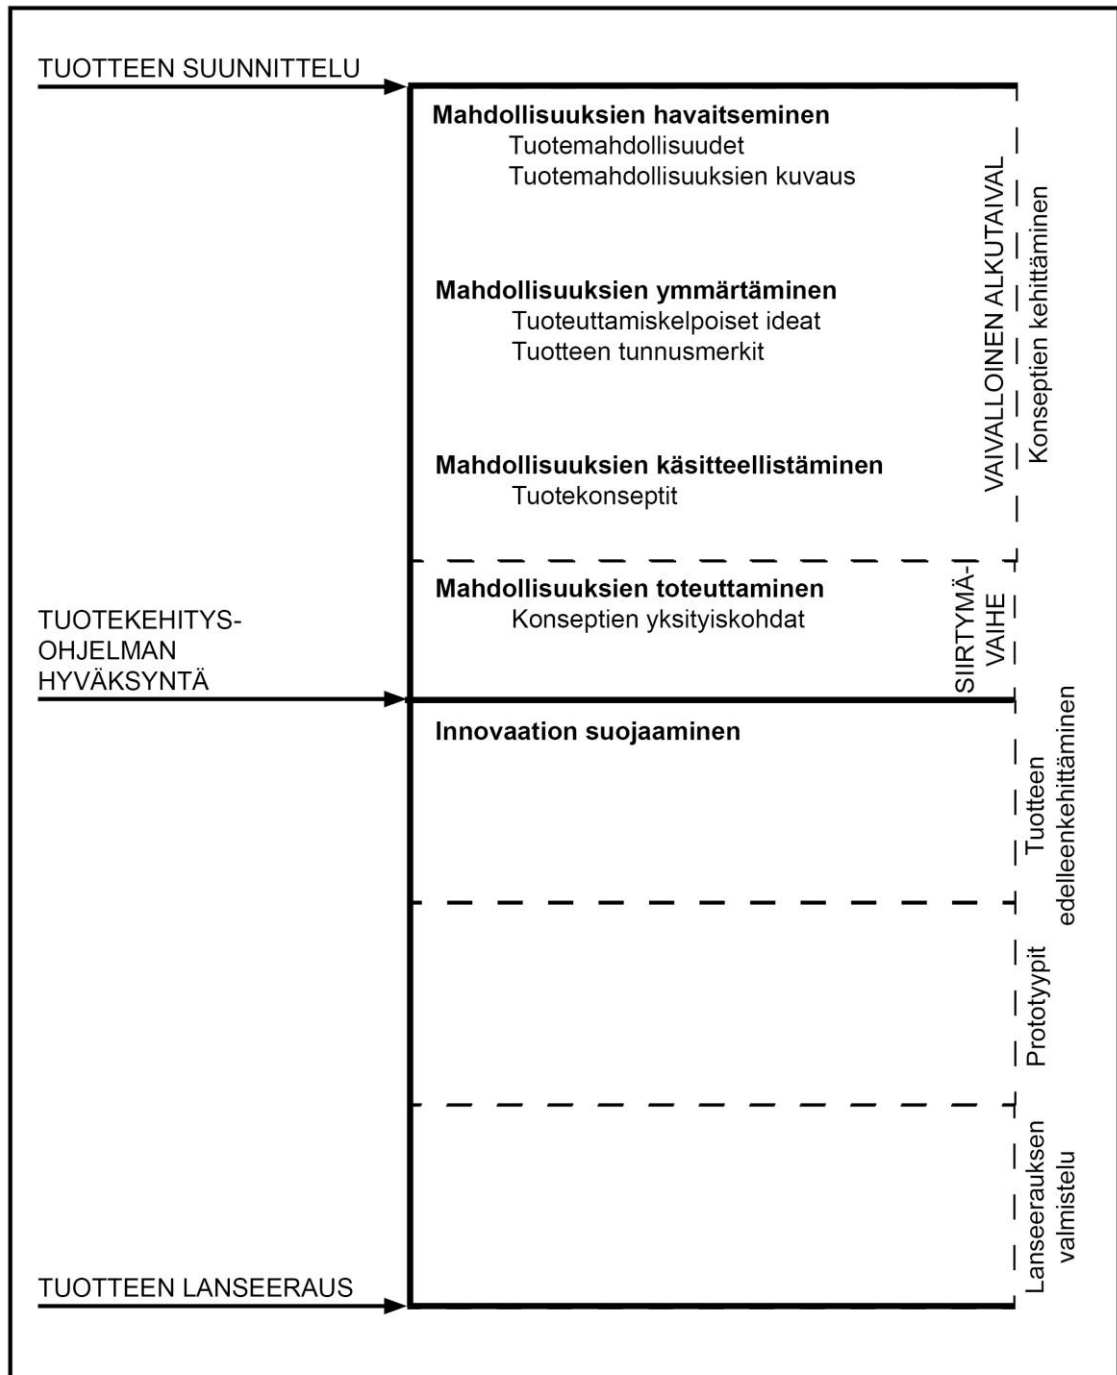 TUOTTEEN SUUNNITTELU
Mahdollisuuksien havaitseminen
Tuotemahdollisuudet
Tuotemahdollisuuksien kuvaus
VAIVALLOINEN ALKUTAIVAL
Konseptien kehittäminen
Mahdollisuuksien ymmärtäminen
Tuoteuttamiskelpoiset ideat
Tuotteen tunnusmerkit
Mahdollisuuksien käsitteellistäminen
Tuotekonseptit
Mahdollisuuksien toteuttaminen
Konseptien yksityiskohdat
SIIRTYMÄ-
VAIHE
TUOTEKEHITYS-
OHJELMAN
HYVÄKSYNTÄ
Innovaation suojaaminen
Tuotteen
edelleenkehittäminen
Prototyypit
Lanseerauksen
valmistelu
TUOTTEEN LANSEERAUS